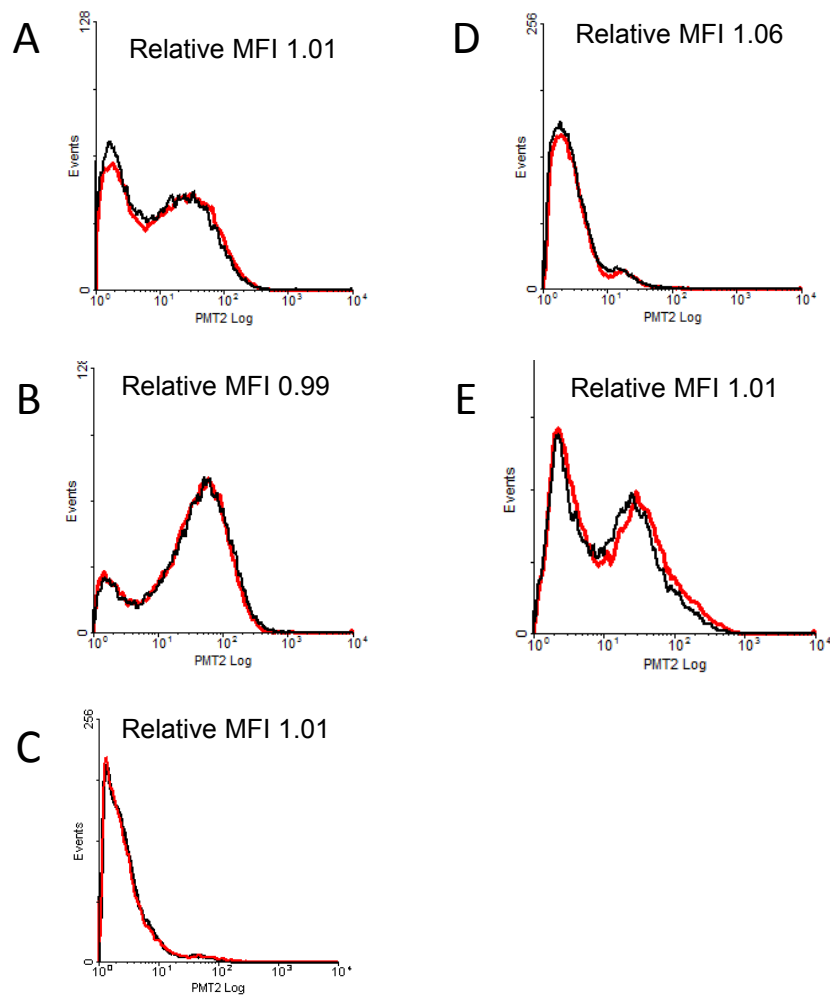 A
Relative MFI 1.01
128
Events
0
10⁰ 10¹ 10² 10³ 10⁴
PMT2 Log
B
Relative MFI 0.99
128
Events
0
10⁰ 10¹ 10² 10³ 10⁴
PMT2 Log
C
Relative MFI 1.01
256
Events
0
10⁰ 10¹ 10² 10³ 10⁴
PMT2 Log
D
Relative MFI 1.06
256
Events
0
10⁰ 10¹ 10² 10³ 10⁴
PMT2 Log
E
Relative MFI 1.01
Events
0
10⁰ 10¹ 10² 10³ 10⁴
PMT2 Log